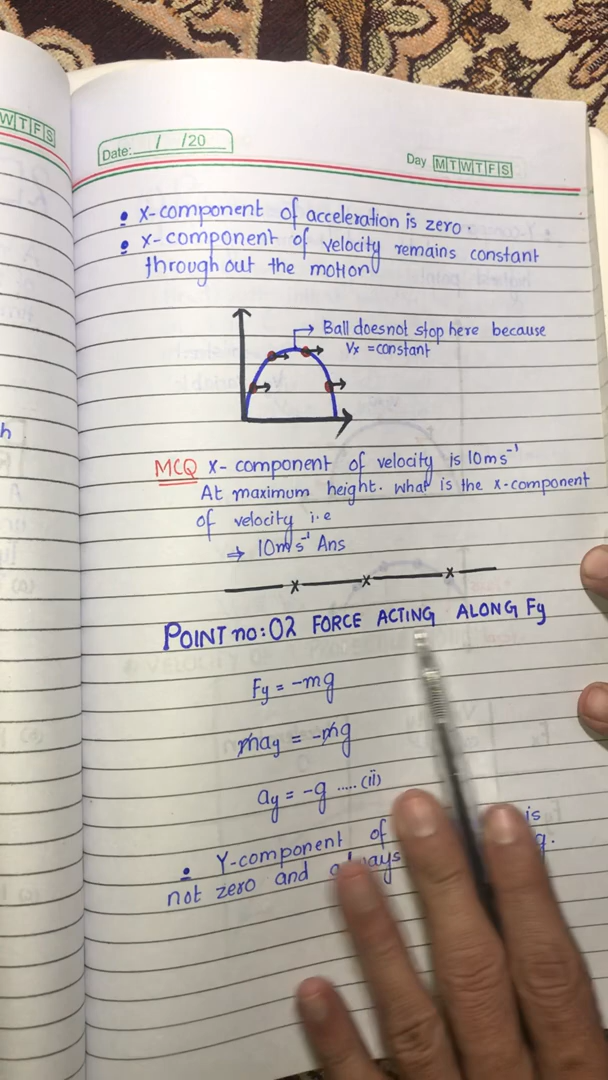 W T F S
Date: / /20
Day M T W T F S
• X-component of acceleration is zero
• X-component of velocity remains constant
through out the motion
Ball doesnot stop here because
Vx = constant
h
MCQ X-component of velocity is 10ms⁻¹
At maximum height. what is the x-component
of velocity i.e
→ 10ms⁻¹ Ans
POINT no: 02 FORCE ACTING ALONG Fy
Fy = -mg
may = -mg
ay = -g ..... (ii)
• Y-component of is
not zero and always g.